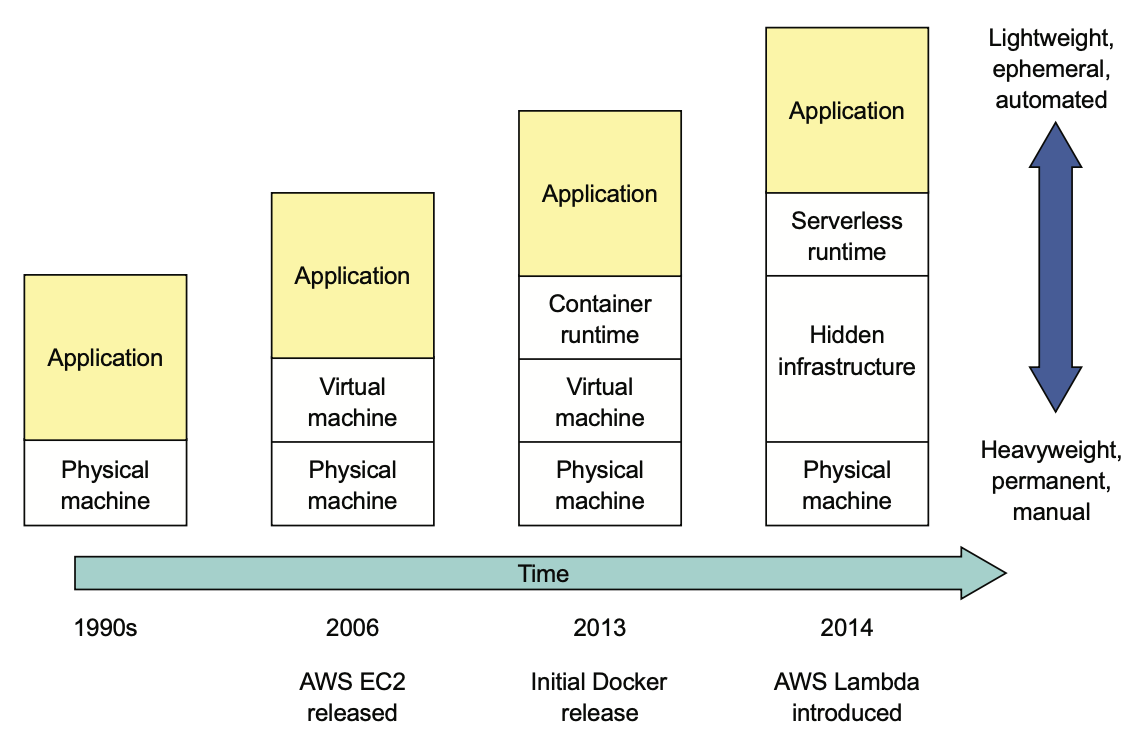 Application
Physical
machine
Application
Virtual
machine
Physical
machine
Application
Container
runtime
Virtual
machine
Physical
machine
Application
Serverless
runtime
Hidden
infrastructure
Physical
machine
Lightweight,
ephemeral,
automated
Heavyweight,
permanent,
manual
Time
1990s
2006
AWS EC2
released
2013
Initial Docker
release
2014
AWS Lambda
introduced